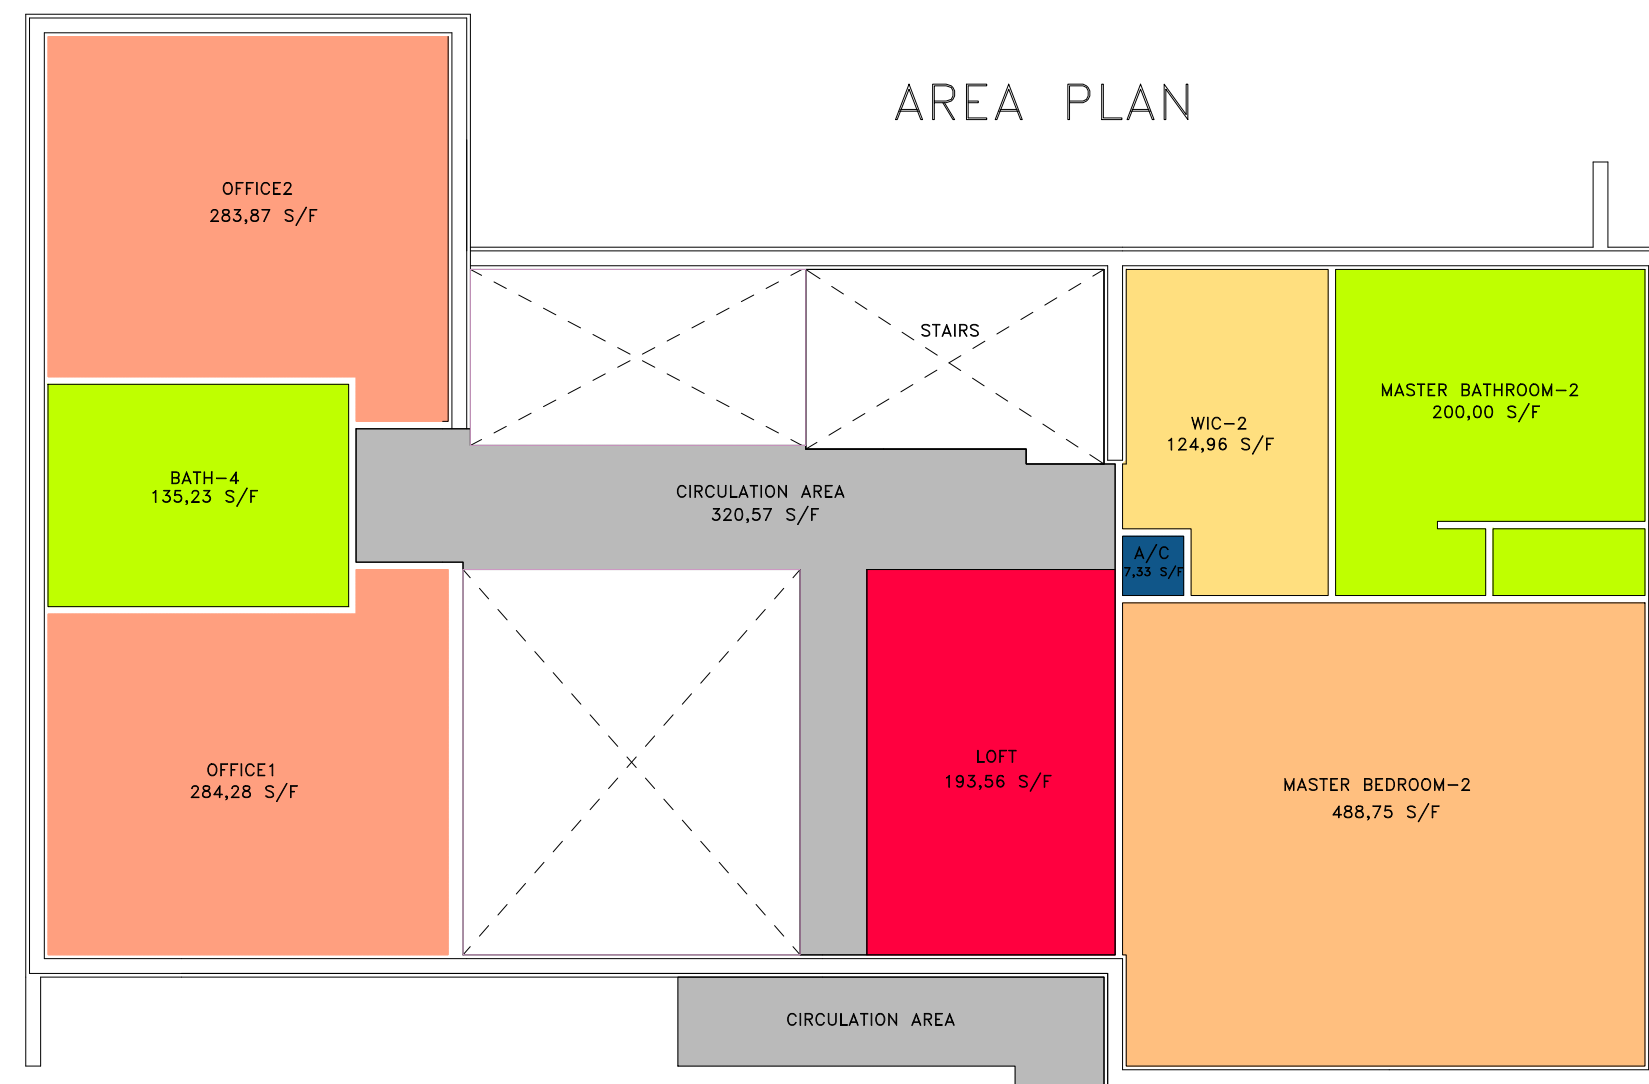 AREA PLAN
OFFICE2
283,87 S/F
STAIRS
MASTER BATHROOM-2
200,00 S/F
WIC-2
124,96 S/F
BATH-4
135,23 S/F
CIRCULATION AREA
320,57 S/F
A/C
7,33 S/F
LOFT
193,56 S/F
OFFICE1
284,28 S/F
MASTER BEDROOM-2
488,75 S/F
CIRCULATION AREA